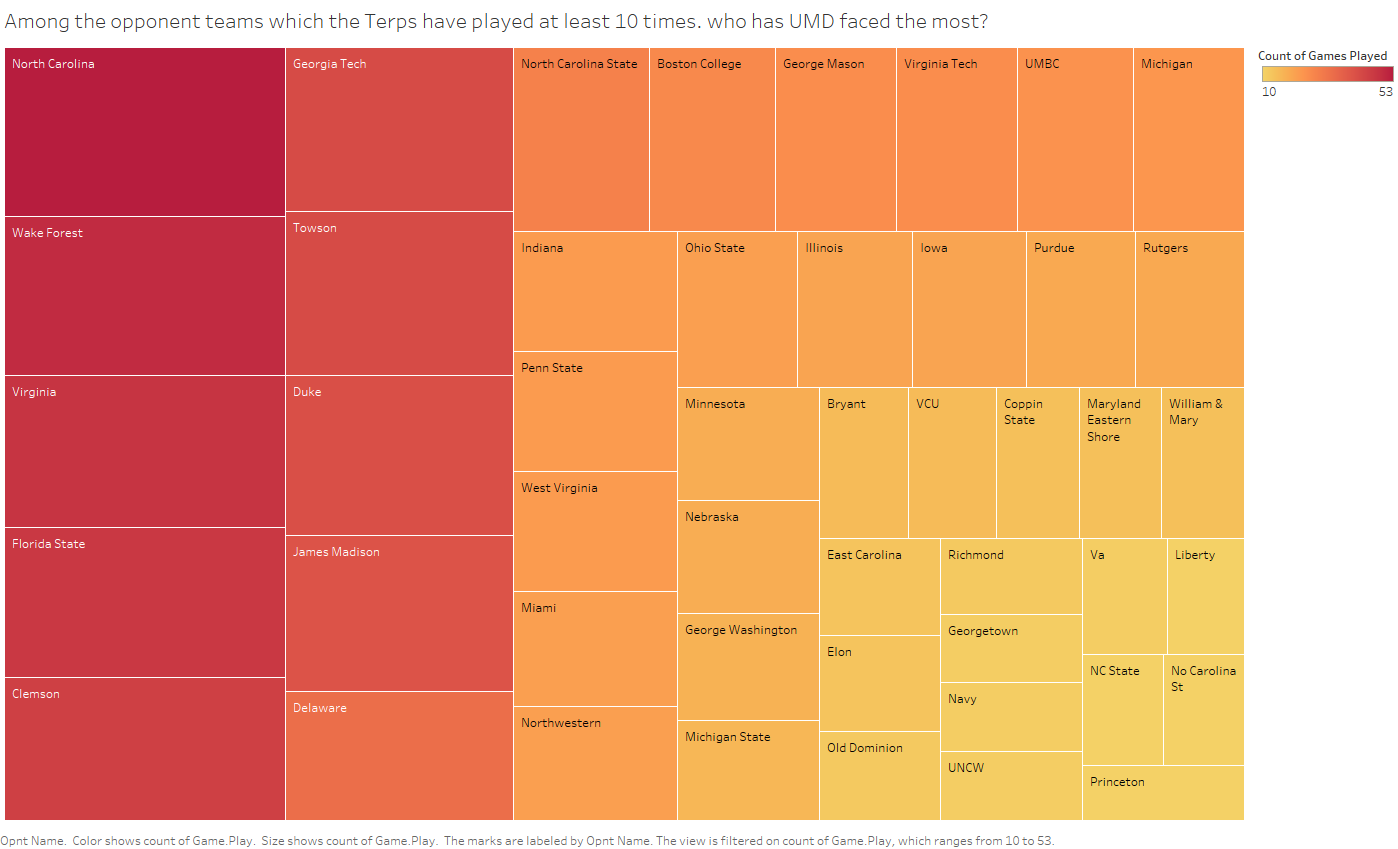 Among the opponent teams which the Terps have played at least 10 times. who has UMD faced the most?
Count of Games Played
10 53
North Carolina
Wake Forest
Virginia
Florida State
Clemson
Georgia Tech
Towson
Duke
James Madison
Delaware
North Carolina State
Boston College
George Mason
Virginia Tech
UMBC
Michigan
Indiana
Penn State
West Virginia
Miami
Northwestern
Ohio State
Illinois
Iowa
Purdue
Rutgers
Minnesota
Nebraska
George Washington
Michigan State
Bryant
VCU
Coppin
State
Maryland
Eastern
Shore
William &
Mary
East Carolina
Elon
Old Dominion
Richmond
Georgetown
Navy
UNCW
Va
Liberty
NC State
No Carolina
St
Princeton
Opnt Name.  Color shows count of Game.Play.  Size shows count of Game.Play.  The marks are labeled by Opnt Name. The view is filtered on count of Game.Play, which ranges from 10 to 53.